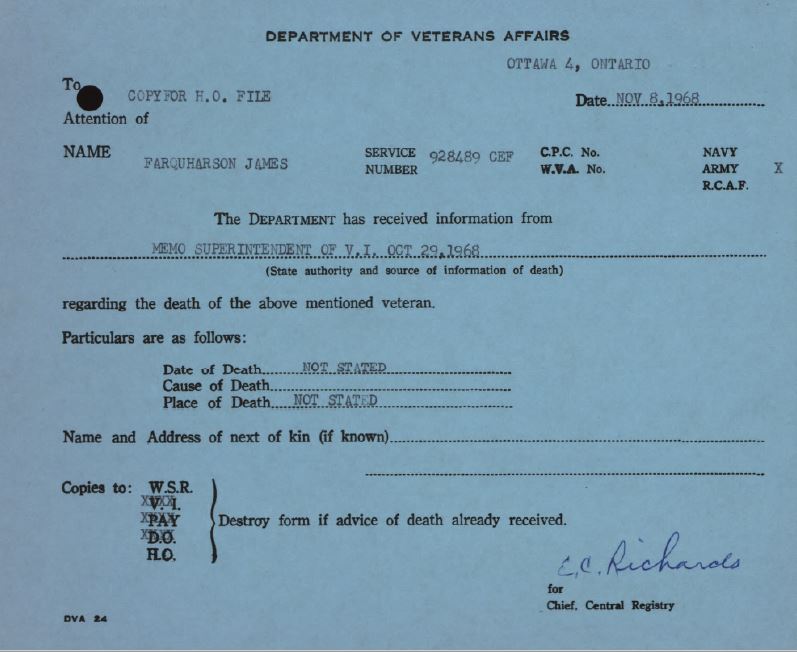 DEPARTMENT OF VETERANS AFFAIRS
OTTAWA 4, ONTARIO
To COPYFOR H.O. FILE
Date NOV 8,1968
Attention of
NAME FARQUHARSON JAMES SERVICE NUMBER 928489 CEF C.P.C. No. NAVY
W.V.A. No. ARMY X
R.C.A.F.
The DEPARTMENT has received information from
MEMO SUPERINTENDENT OF V.I. OCT 29,1968
(State authority and source of information of death)
regarding the death of the above mentioned veteran.
Particulars are as follows:
Date of Death NOT STATED
Cause of Death
Place of Death NOT STATED
Name and Address of next of kin (if known)
Copies to: W.S.R.
V.I.
PAY
D.O.
H.O.
Destroy form if advice of death already received.
E.C. Richards
for
Chief, Central Registry
DVA 24